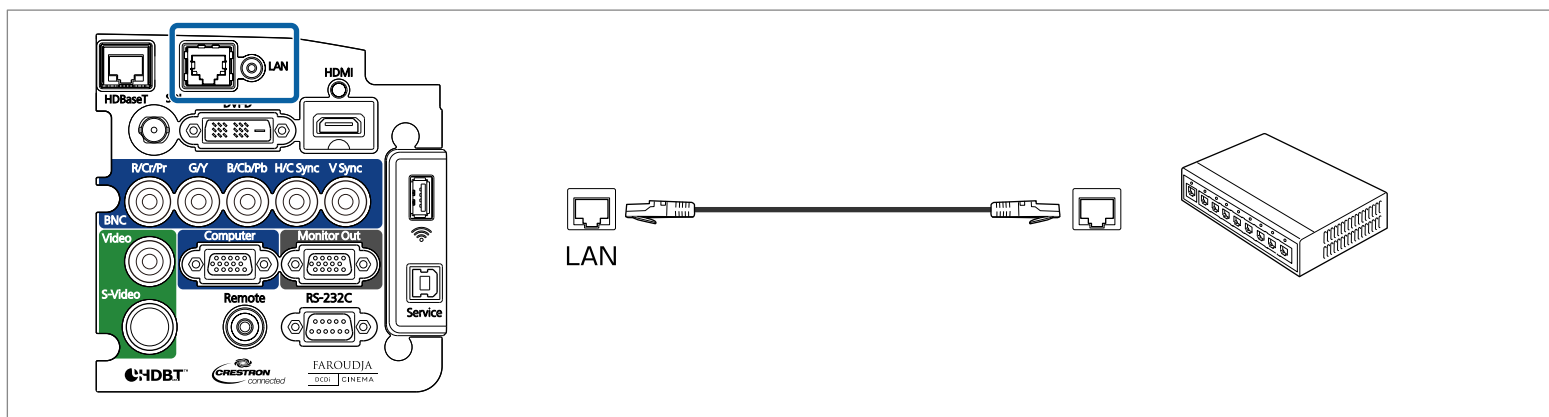 LAN
HDMI
HDBaseT
R/Cr/Pr G/Y B/Cb/Pb H/C Sync V Sync
BNC
Video Computer Monitor Out
S-Video
Remote RS-232C
Service
HDBT™
CRESTRON
connected
FAROUDJA
DCDi CINEMA
LAN